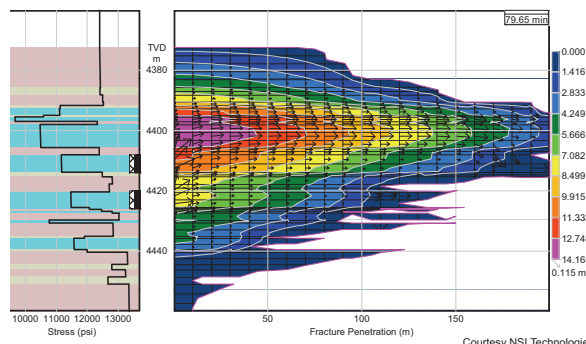 79.65 min
TVD
m
4380
4400
4420
4440
0.000
1.416
2.833
4.249
5.666
7.082
8.499
9.915
11.33
12.74
14.16
0.115 m
10000 11000 12000 13000
50 100 150
Stress (psi)
Fracture Penetration (m)
Courtesy NSI Technologie